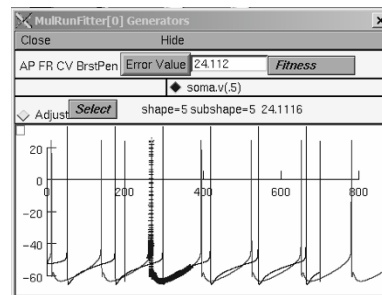 MulRunFitter[0] Generators
Close Hide
AP FR CV BrstPen Error Value 24.112 Fitness
soma.v(.5)
Adjust Select shape=5 subshape=5 24.1116
20
0 200 400 600 800
-20
-40
-60